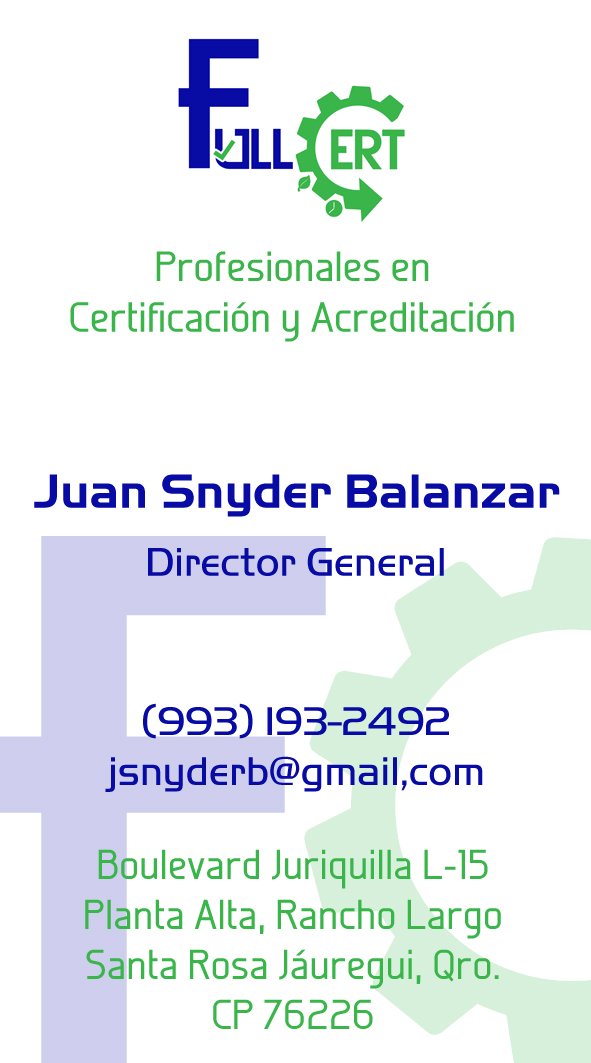 FULL CERT
Profesionales en
Certificación y Acreditación
Juan Snyder Balanzar
Director General
(993) 193-2492
jsnyderb@gmail,com
Boulevard Juriquilla L-15
Planta Alta, Rancho Largo
Santa Rosa Jáuregui, Qro.
CP 76226